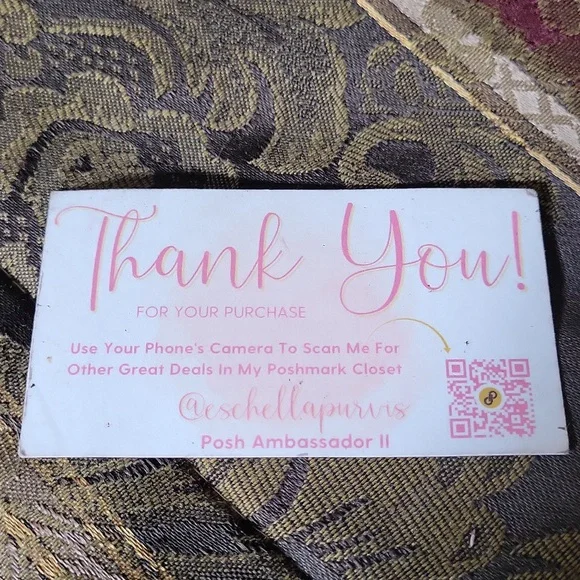 Thank You!
FOR YOUR PURCHASE
Use Your Phone's Camera To Scan Me For
Other Great Deals In My Poshmark Closet
@eschellapurvis
Posh Ambassador II